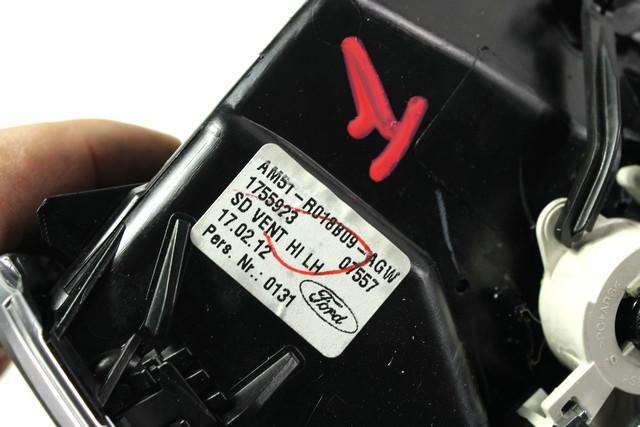 AM51-R018B09-AGW
1755923 07557
SD VENT HI LH
17.02.12
Pers. Nr.: 0131
Ford